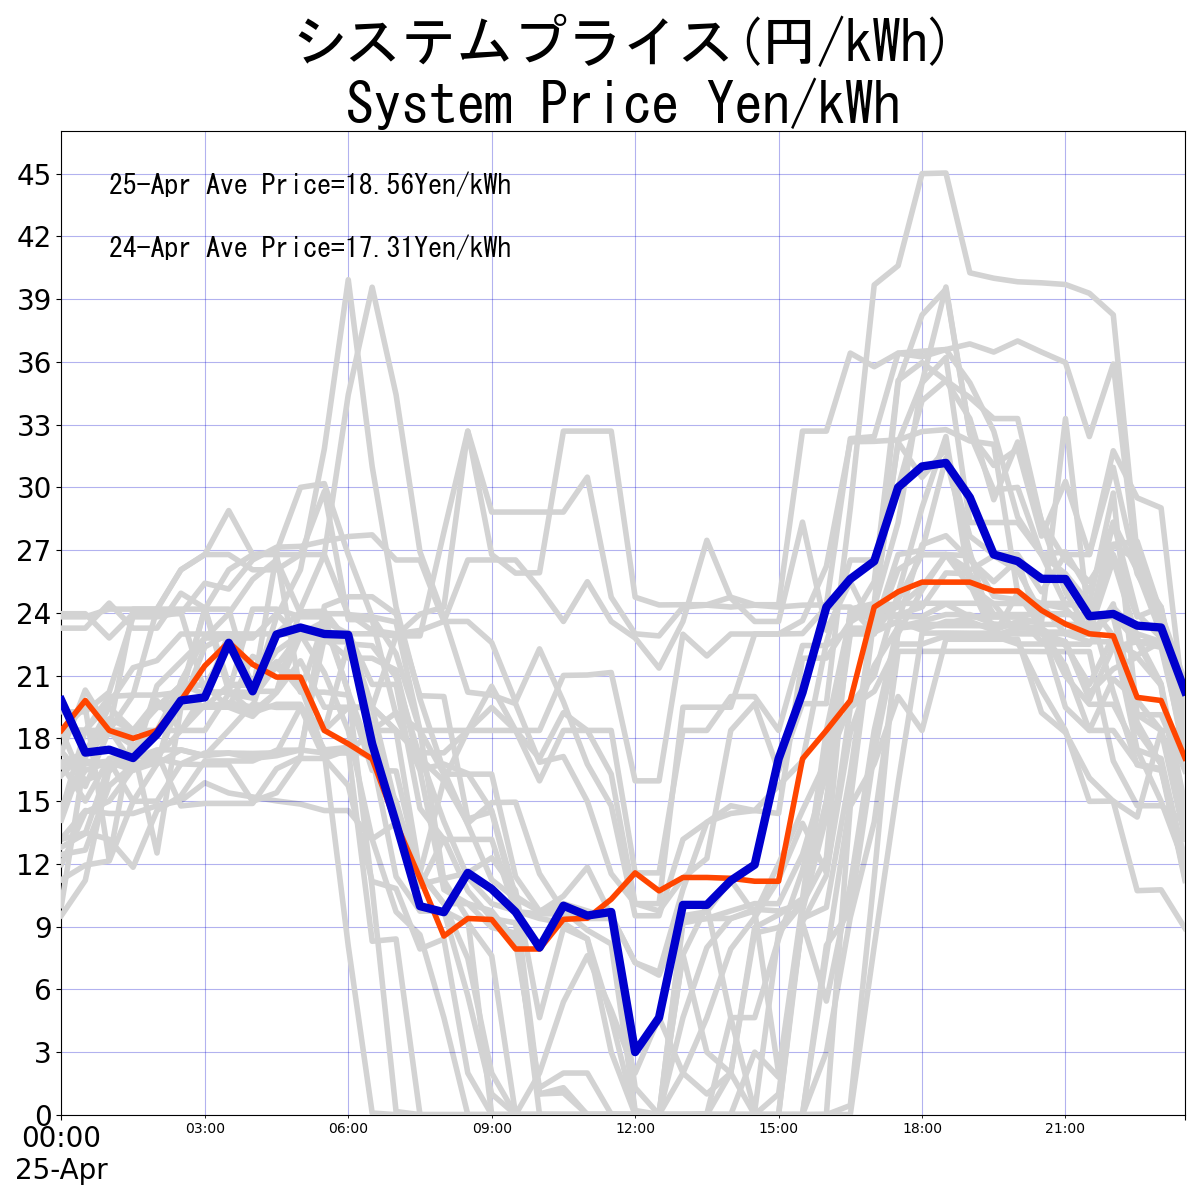 システムプライス(円/kWh)
System Price Yen/kWh
25-Apr Ave Price=18.56Yen/kWh
24-Apr Ave Price=17.31Yen/kWh
45
42
39
36
33
30
27
24
21
18
15
12
9
6
3
0
00:00 03:00 06:00 09:00 12:00 15:00 18:00 21:00
25-Apr